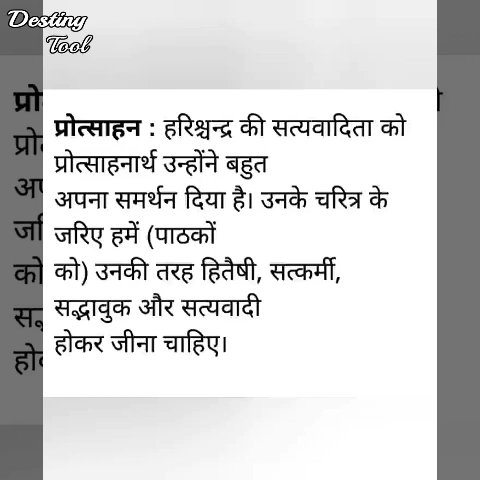 Destiny
Tool
प्रोत्साहन : हरिश्चन्द्र की सत्यवादिता को
प्रोत्साहनार्थ उन्होंने बहुत
अपना समर्थन दिया है। उनके चरित्र के
जरिए हमें (पाठकों
को) उनकी तरह हितैषी, सत्कर्मी,
सद्भावुक और सत्यवादी
होकर जीना चाहिए।